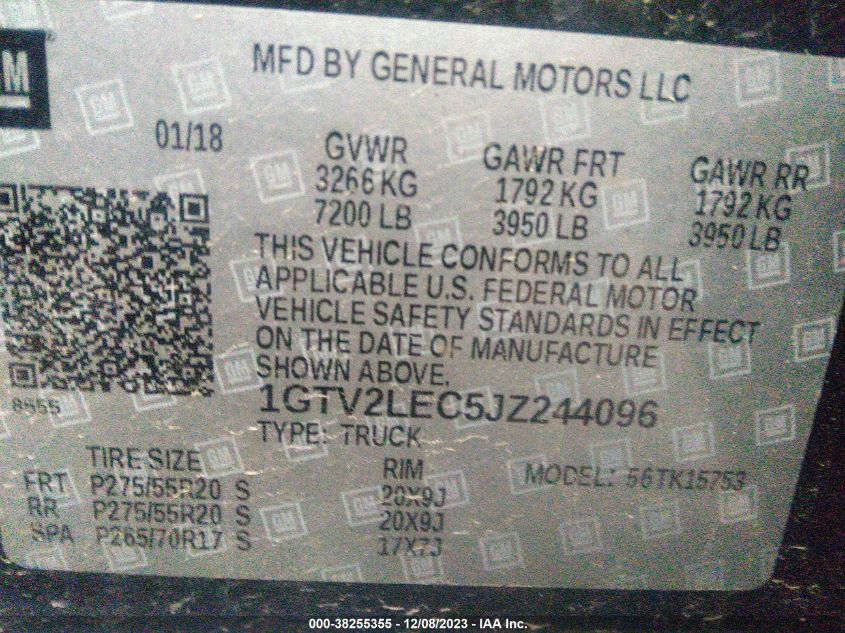 GM
MFD BY GENERAL MOTORS LLC
01/18
GVWR GAWR FRT GAWR RR
3266 KG 1792 KG 1792 KG
7200 LB 3950 LB 3950 LB
THIS VEHICLE CONFORMS TO ALL
APPLICABLE U.S. FEDERAL MOTOR
VEHICLE SAFETY STANDARDS IN EFFECT
ON THE DATE OF MANUFACTURE
SHOWN ABOVE.
8955
1GTV2LEC5JZ244096
TYPE: TRUCK
TIRE SIZE RIM MODEL: 56TK15753
FRT P275/55R20 S 20X9J
RR P275/55R20 S 20X9J
SPA P265/70R17 S 17X7J
000-38255355 - 12/08/2023 - IAA Inc.